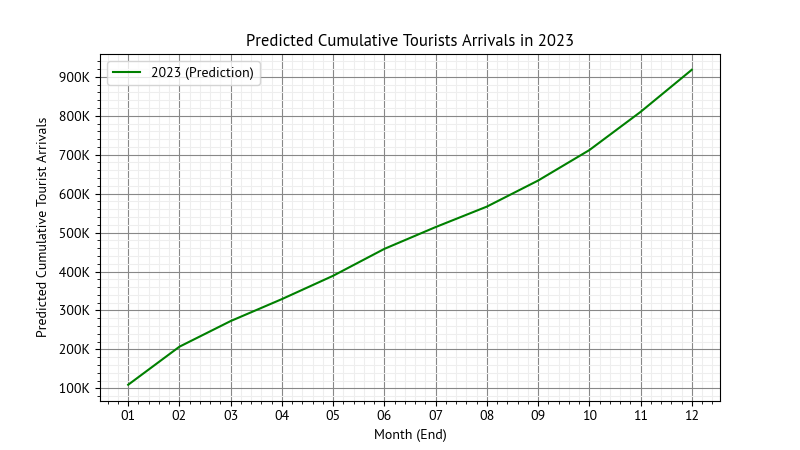 Predicted Cumulative Tourists Arrivals in 2023
2023 (Prediction)
Predicted Cumulative Tourist Arrivals
900K
800K
700K
600K
500K
400K
300K
200K
100K
01 02 03 04 05 06 07 08 09 10 11 12
Month (End)